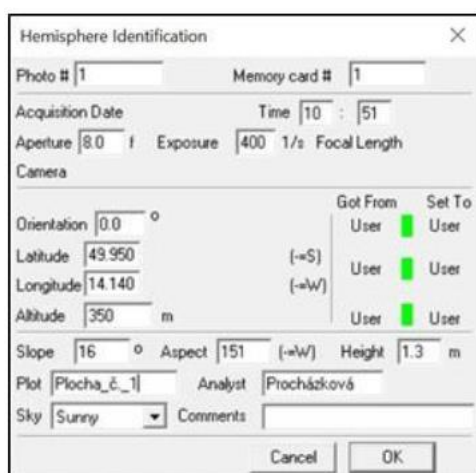 Hemisphere Identification
Photo # 1 Memory card # 1
Acquisition Date Time 10 : 51
Aperture 8.0 f Exposure 400 1/s Focal Length
Camera
Got From Set To
Orientation 0.0 ° User User
Latitude 49.950 (-=S)
User User
Longitude 14.140 (-=W)
Altitude 350 m User User
Slope 16 ° Aspect 151 (-=W) Height 1.3 m
Plot Plocha_č._1 Analyst Procházková
Sky Sunny Comments
Cancel OK